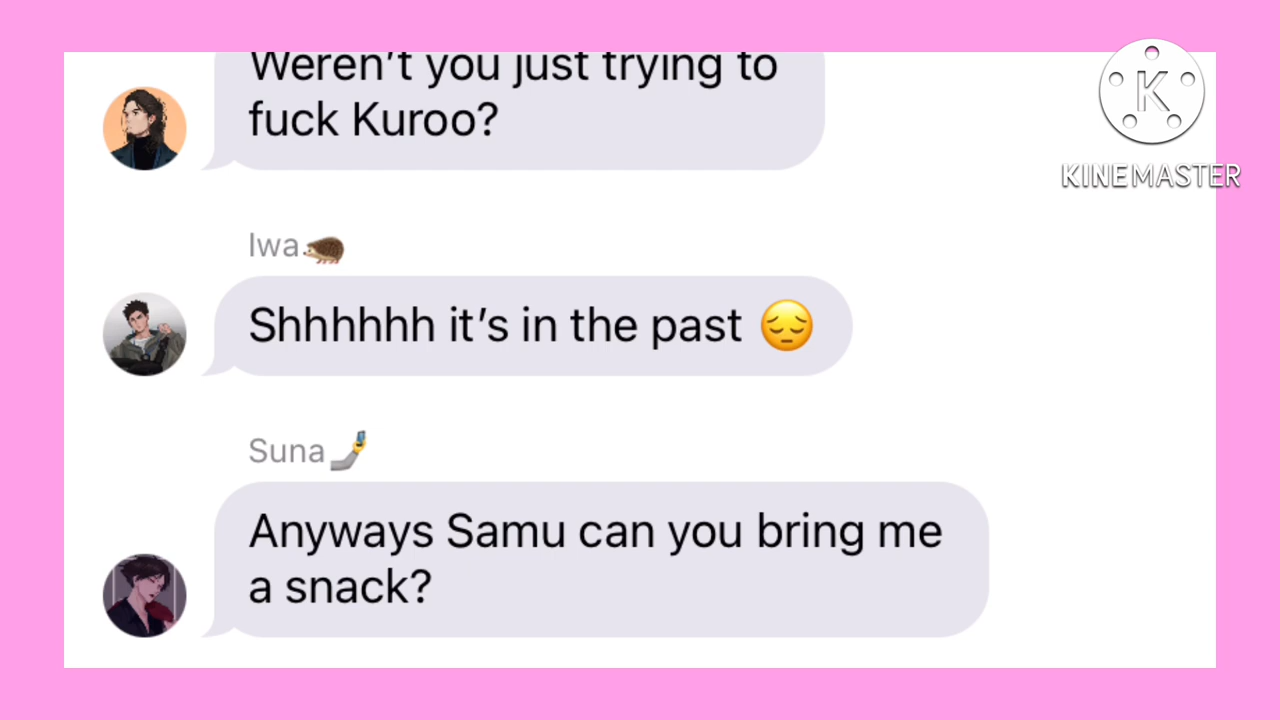 Weren't you just trying to
fuck Kuroo?
Iwa🦔
Shhhhhh it's in the past 😔
Suna🤳
Anyways Samu can you bring me
a snack?
K
KINEMASTER